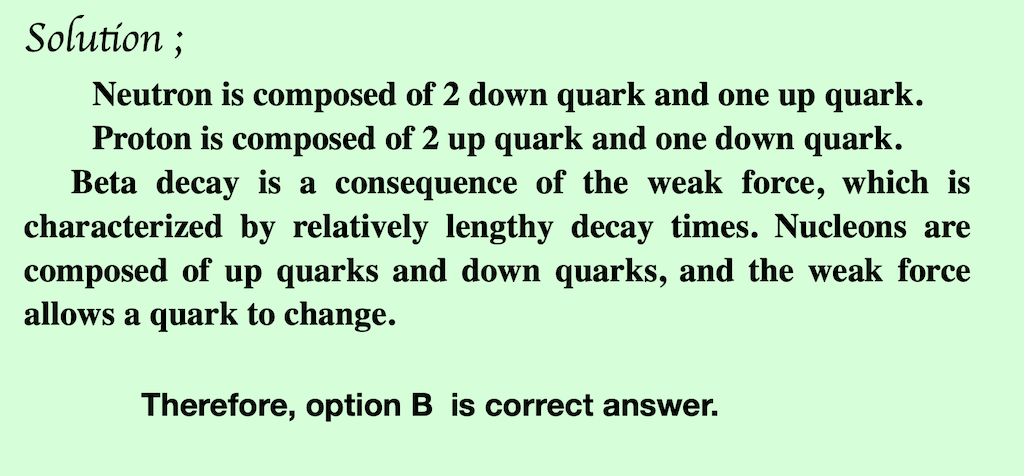 Solution ;
Neutron is composed of 2 down quark and one up quark.
Proton is composed of 2 up quark and one down quark.
Beta decay is a consequence of the weak force, which is
characterized by relatively lengthy decay times. Nucleons are
composed of up quarks and down quarks, and the weak force
allows a quark to change.
Therefore, option B is correct answer.